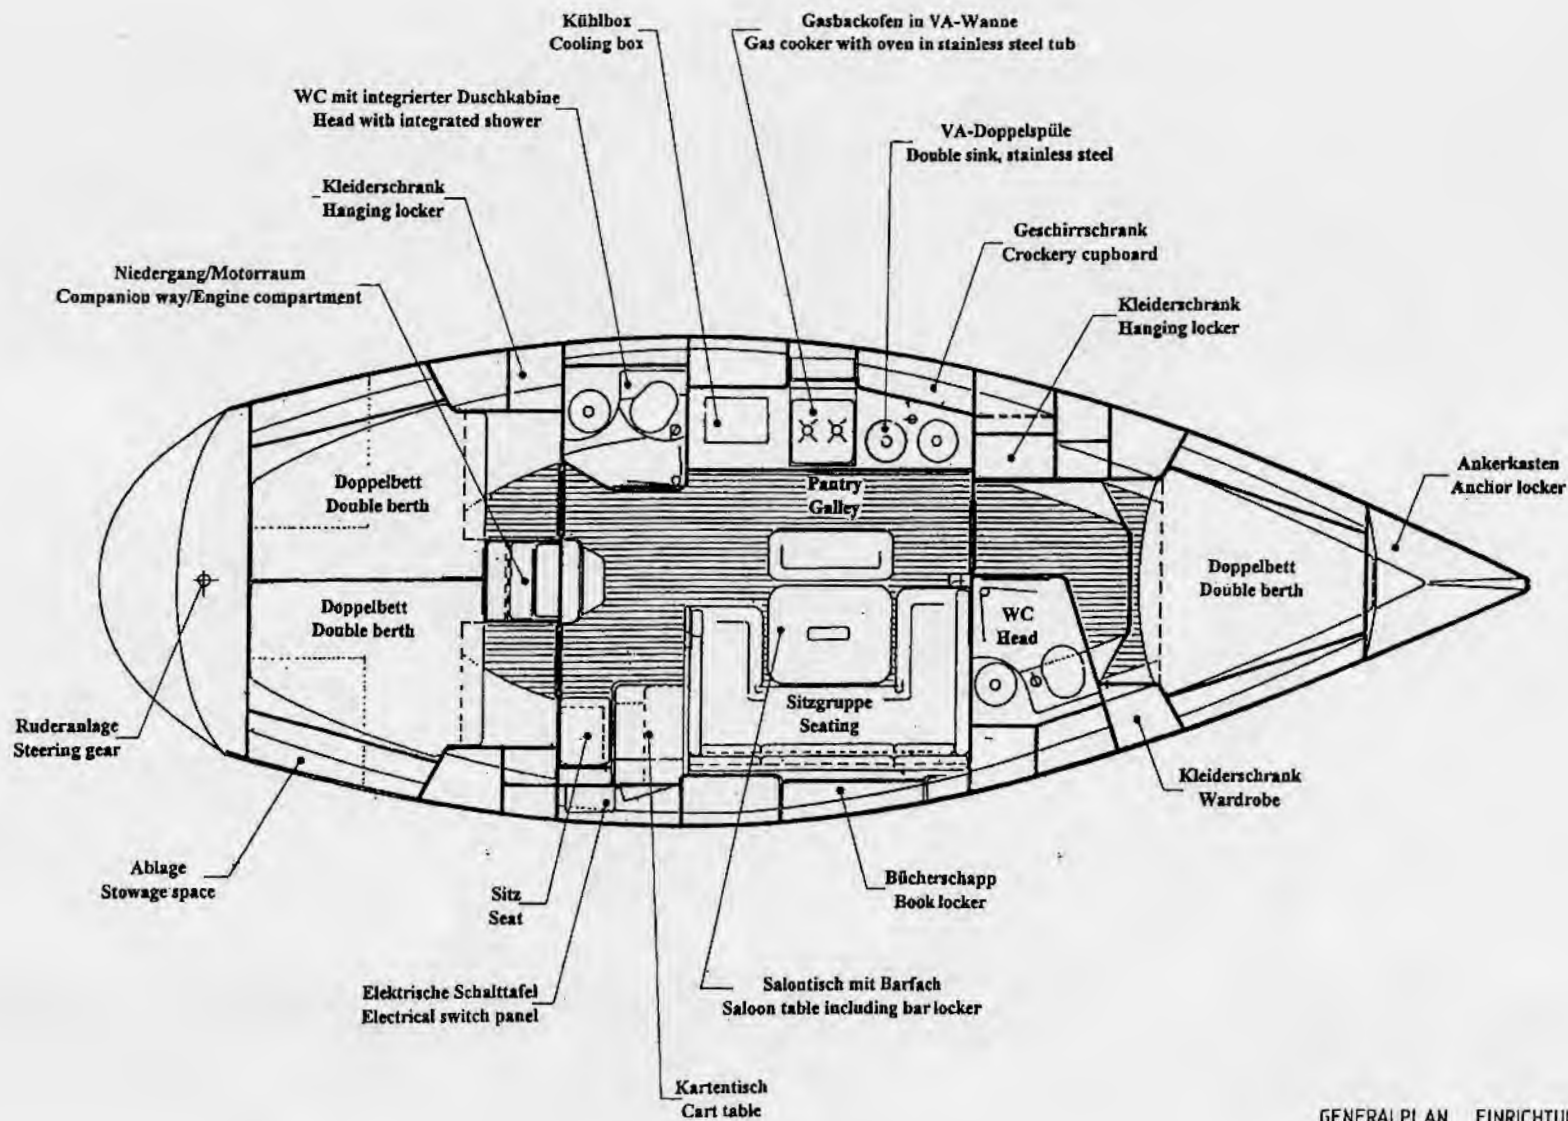 Kühlbox
Cooling box
Gasbackofen in VA-Wanne
Gas cooker with oven in stainless steel tub
WC mit integrierter Duschkabine
Head with integrated shower
VA-Doppelspüle
Double sink, stainless steel
Kleiderschrank
Hanging locker
Geschirrschrank
Crockery cupboard
Niedergang/Motorraum
Companion way/Engine compartment
Kleiderschrank
Hanging locker
Ankerkasten
Anchor locker
Doppelbett
Double berth
Pantry
Galley
Doppelbett
Double berth
Doppelbett
Double berth
WC
Head
Sitzgruppe
Seating
Ruderanlage
Steering gear
Kleiderschrank
Wardrobe
Ablage
Stowage space
Sitz
Seat
Bücherschapp
Book locker
Elektrische Schalttafel
Electrical switch panel
Salontisch mit Barfach
Saloon table including bar locker
Kartentisch
Cart table